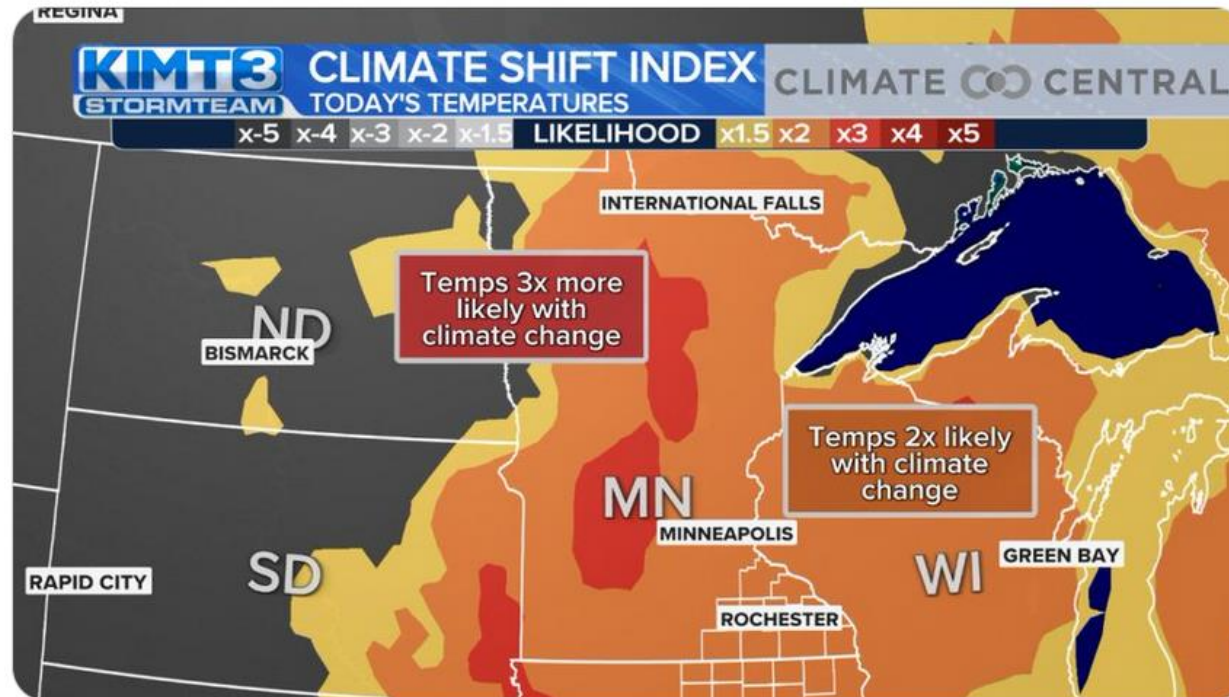 REGINA
KIMT 3
STORMTEAM
CLIMATE SHIFT INDEX
TODAY'S TEMPERATURES
CLIMATE CENTRAL
x-5 x-4 x-3 x-2 x-1.5 LIKELIHOOD x1.5 x2 x3 x4 x5
INTERNATIONAL FALLS
Temps 3x more
likely with
climate change
ND
BISMARCK
Temps 2x likely
with climate
change
MN
MINNEAPOLIS
GREEN BAY
SD
WI
RAPID CITY
ROCHESTER